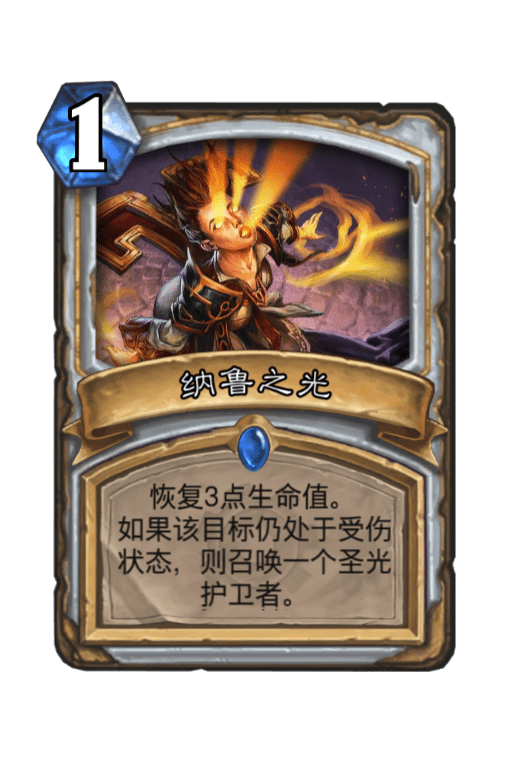 1
纳鲁之光
恢复3点生命值。
如果该目标仍处于受伤
状态，则召唤一个圣光
护卫者。